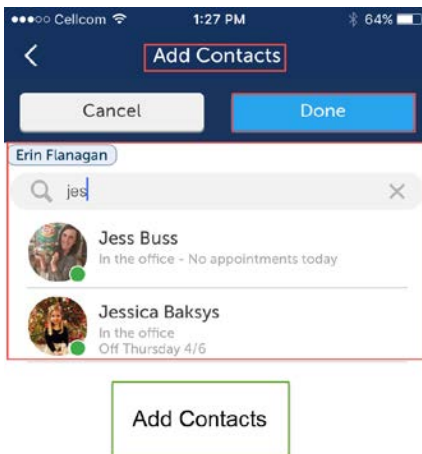 Cellcom 1:27 PM 64%
Add Contacts
Cancel Done
Erin Flanagan
jes
Jess Buss
In the office - No appointments today
Jessica Baksys
In the office
Off Thursday 4/6
Add Contacts